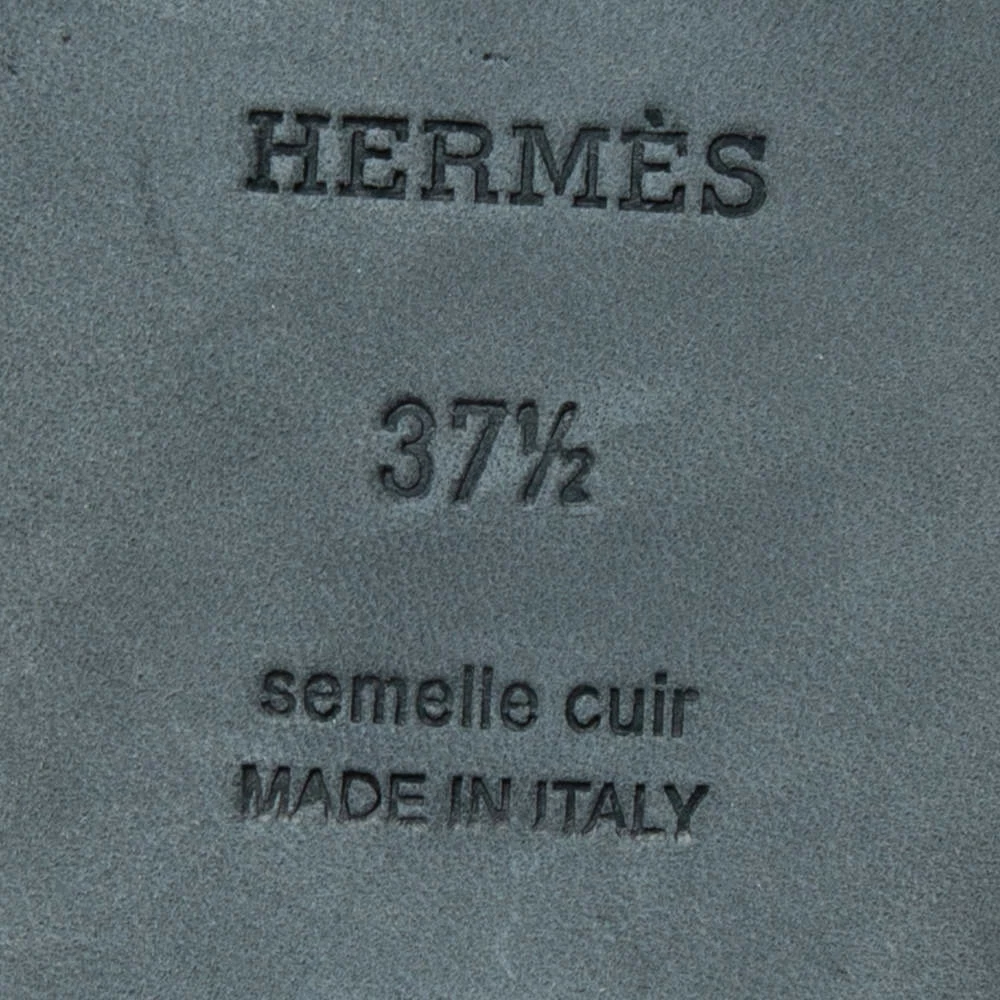 HERMÈS
37½
semelle cuir
MADE IN ITALY